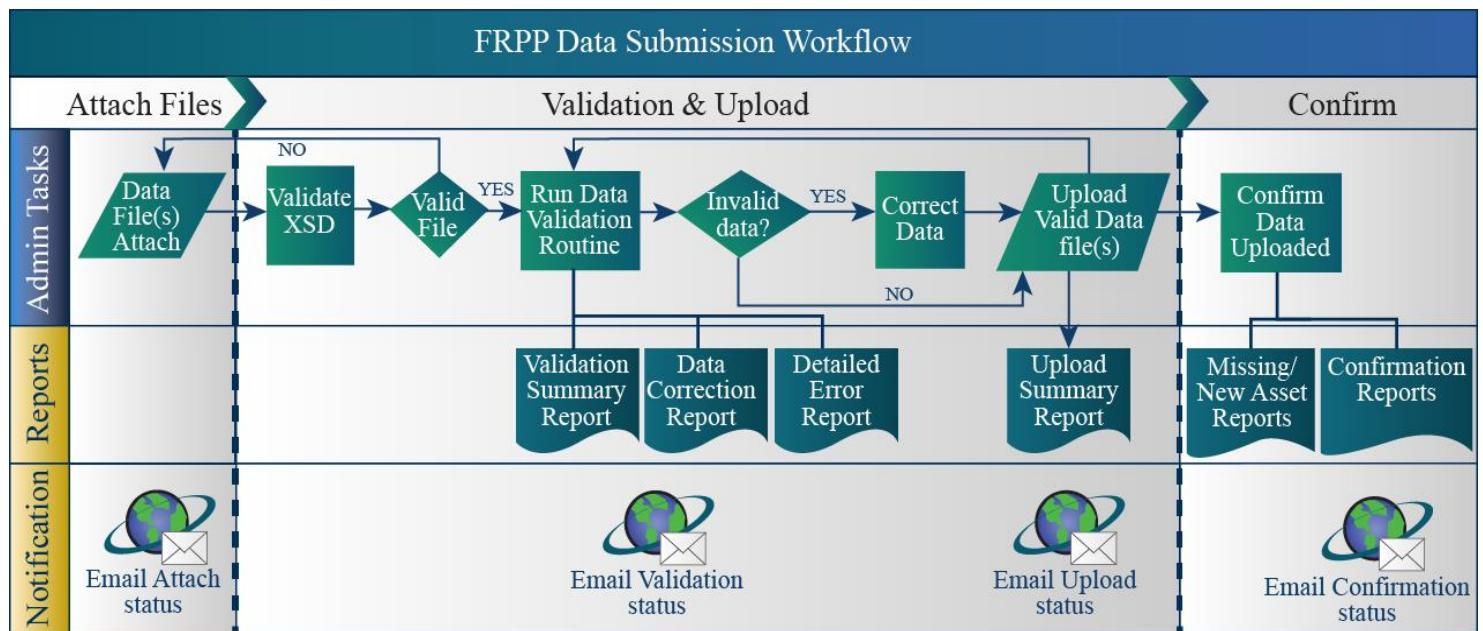 FRPP Data Submission Workflow
Attach Files
Validation & Upload
Confirm
Admin Tasks
Data
File(s)
Attach
Validate
XSD
NO
Valid
File
YES
Run Data
Validation
Routine
Invalid
data?
YES
NO
Correct
Data
Upload
Valid Data
file(s)
Confirm
Data
Uploaded
Reports
Validation
Summary
Report
Data
Correction
Report
Detailed
Error
Report
Upload
Summary
Report
Missing/
New Asset
Reports
Confirmation
Reports
Notification
Email Attach
status
Email Validation
status
Email Upload
status
Email Confirmation
status